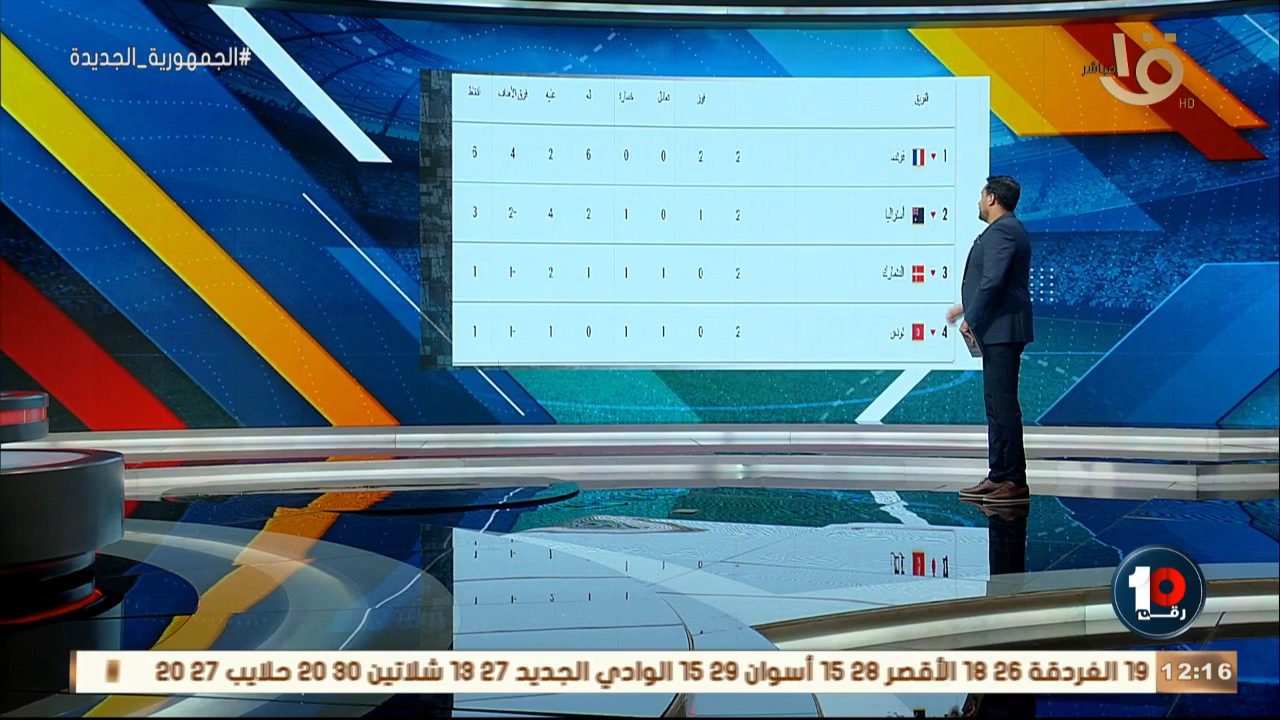 #الجمهورية_الجديدة
مباشر
HD
الفريق فوز تعادل خسارة له عليه فرق الأهداف النقاط
1 فرنسا 2 2 0 0 6 2 4 6
2 أستراليا 2 1 0 1 2 4 2- 3
3 الدنمارك 2 0 1 1 1 2 1- 1
4 تونس 2 0 1 1 0 1 1- 1
رقم 10
12:16 19 الغردقة 26 18 الأقصر 28 15 أسوان 29 15 الوادي الجديد 27 13 شلاتين 30 20 حلايب 27 20